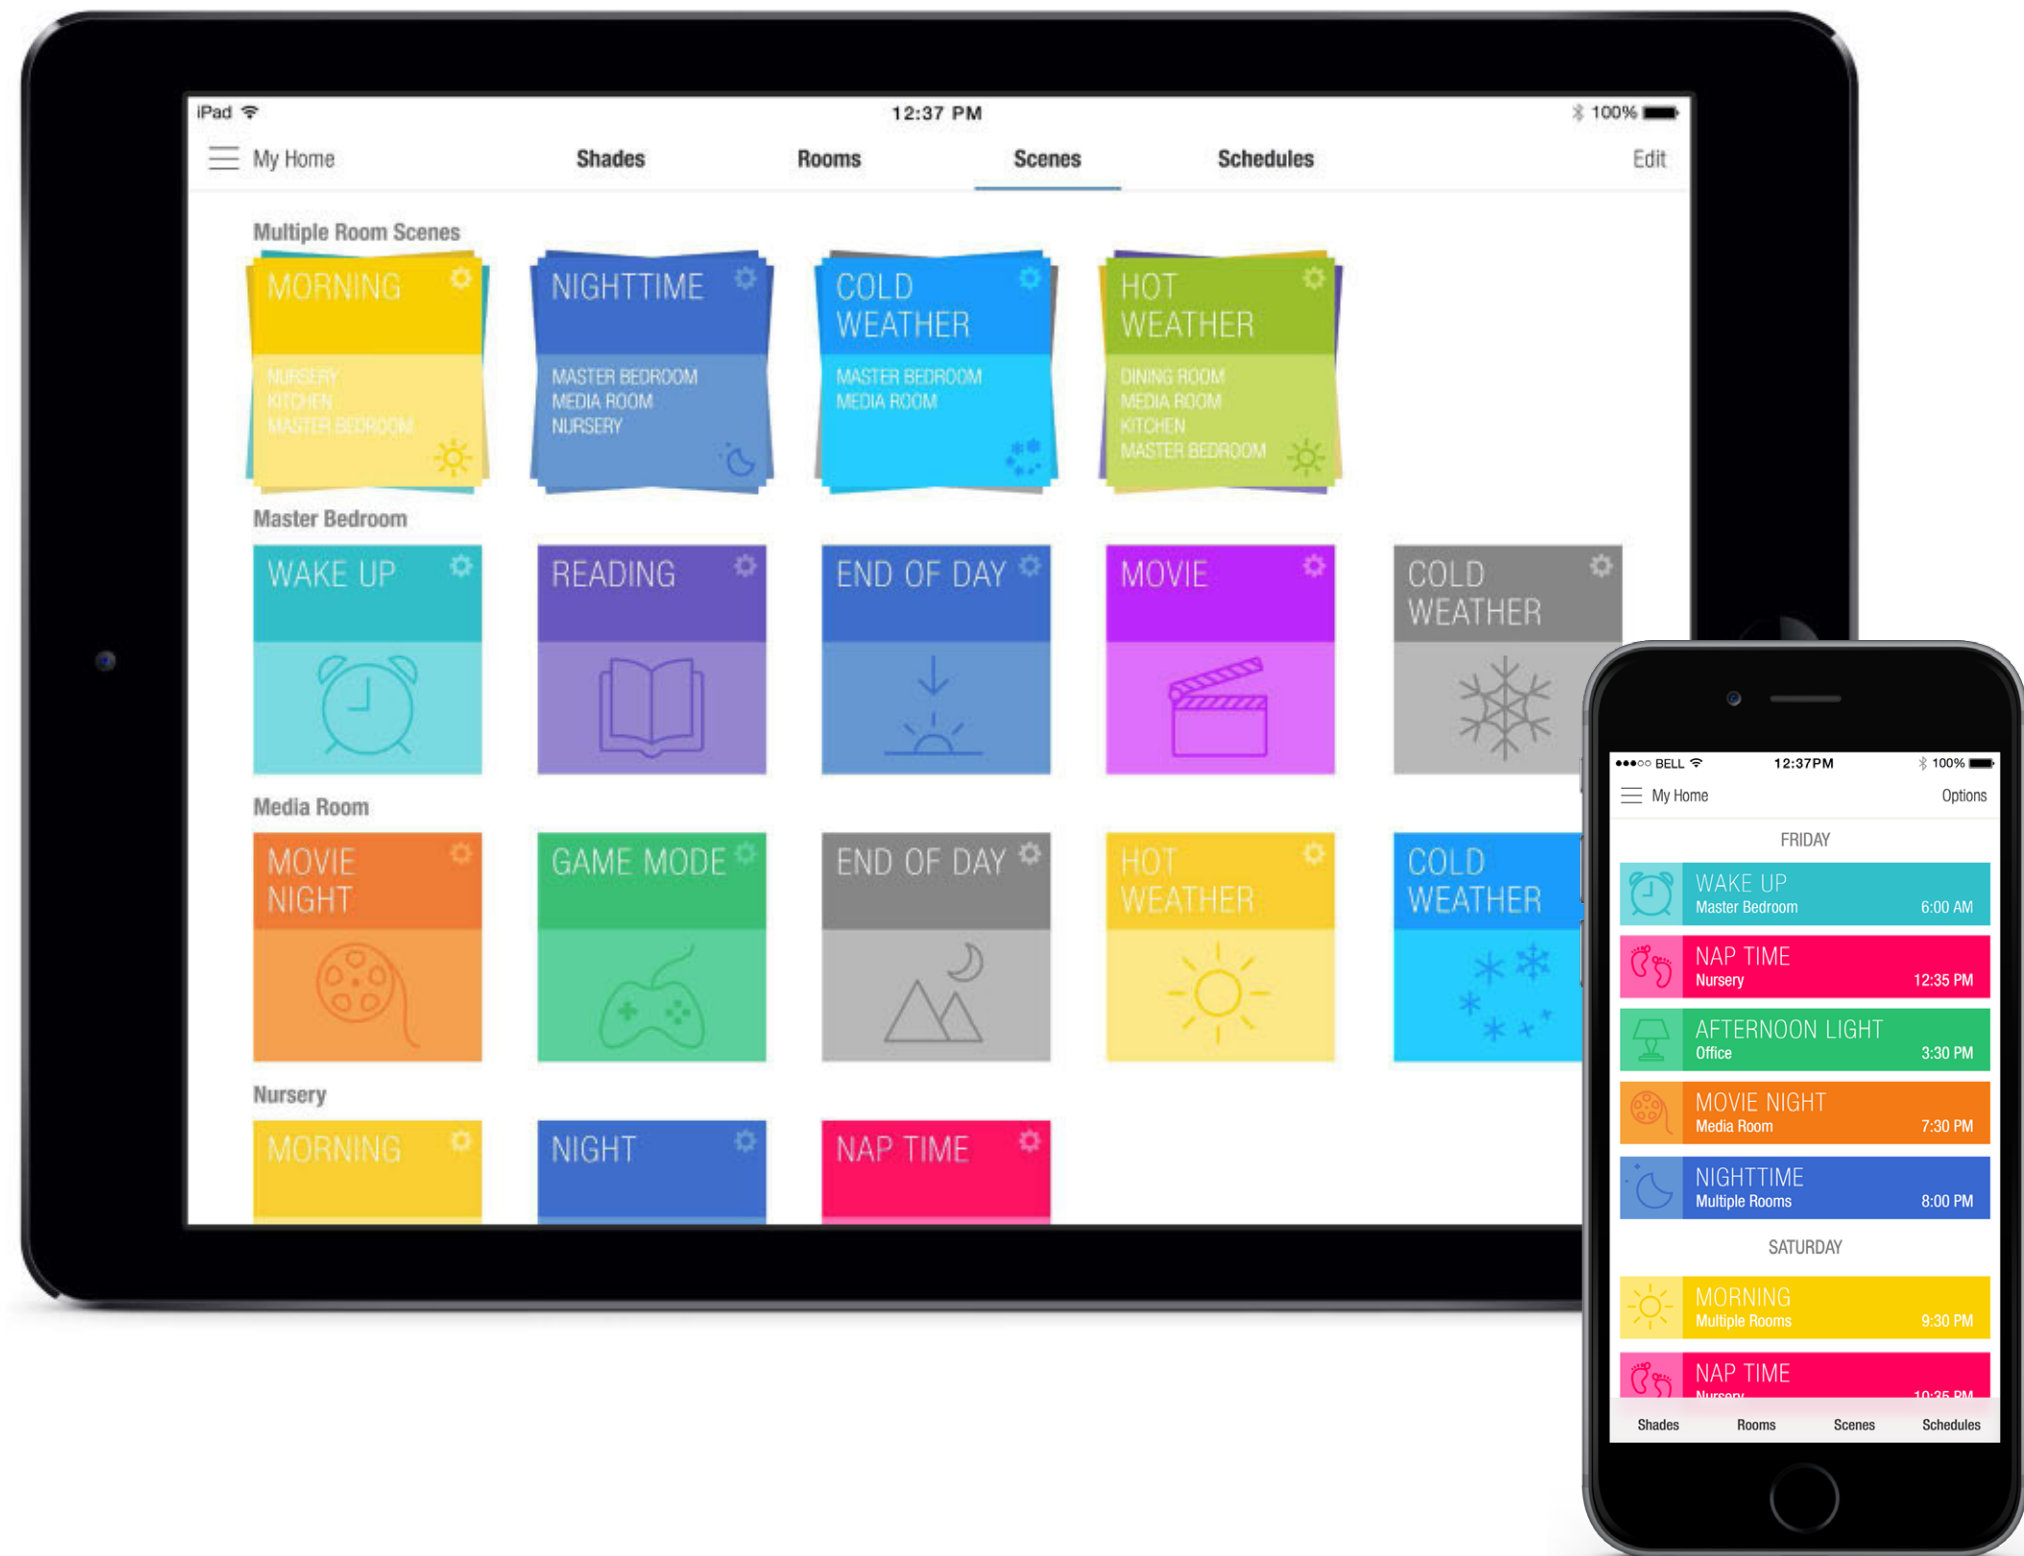 iPad 12:37 PM 100%
My Home Shades Rooms Scenes Schedules Edit
Multiple Room Scenes
MORNING
NURSERY
KITCHEN
MASTER BEDROOM
NIGHTTIME
MASTER BEDROOM
MEDIA ROOM
NURSERY
COLD
WEATHER
MASTER BEDROOM
MEDIA ROOM
HOT
WEATHER
DINING ROOM
MEDIA ROOM
KITCHEN
MASTER BEDROOM
Master Bedroom
WAKE UP
READING
END OF DAY
MOVIE
COLD
WEATHER
Media Room
MOVIE
NIGHT
GAME MODE
END OF DAY
HOT
WEATHER
COLD
WEATHER
Nursery
MORNING
NIGHT
NAP TIME
BELL 12:37PM 100%
My Home Options
FRIDAY
WAKE UP
Master Bedroom 6:00 AM
NAP TIME
Nursery 12:35 PM
AFTERNOON LIGHT
Office 3:30 PM
MOVIE NIGHT
Media Room 7:30 PM
NIGHTTIME
Multiple Rooms 8:00 PM
SATURDAY
MORNING
Multiple Rooms 9:30 PM
NAP TIME
Nursery 10:35 PM
Shades Rooms Scenes Schedules